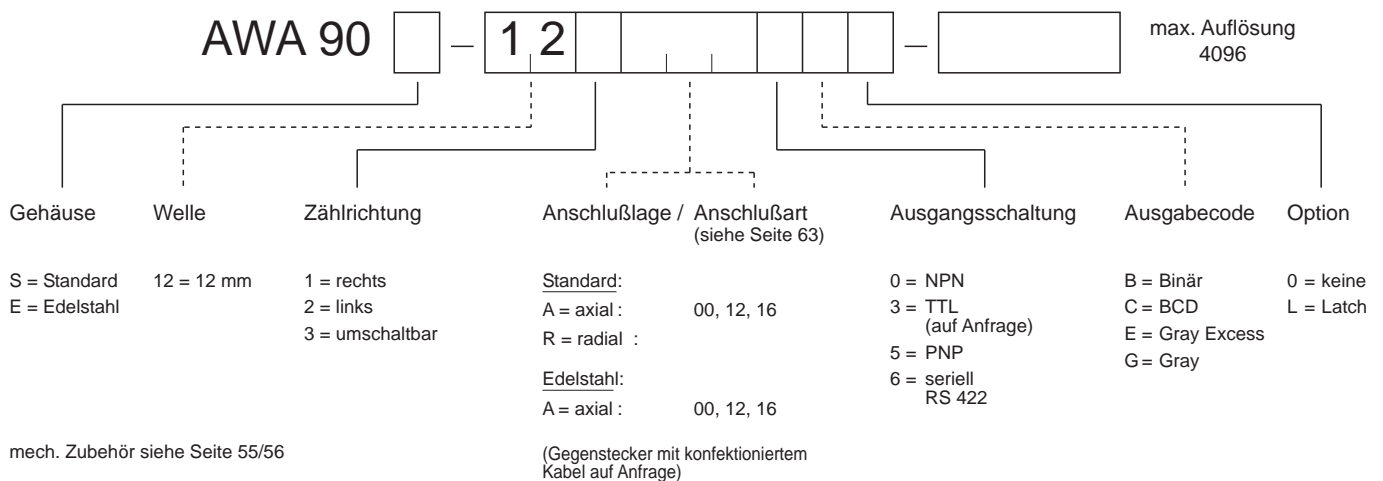 AWA 90 – 12 –
max. Auflösung
4096
Gehäuse
S = Standard
E = Edelstahl
Welle
12 = 12 mm
Zählrichtung
1 = rechts
2 = links
3 = umschaltbar
Anschlußlage / Anschlußart
(siehe Seite 63)
Standard:
A = axial : 00, 12, 16
R = radial :
Edelstahl:
A = axial : 00, 12, 16
(Gegenstecker mit konfektioniertem
Kabel auf Anfrage)
Ausgangsschaltung
0 = NPN
3 = TTL
(auf Anfrage)
5 = PNP
6 = seriell
RS 422
Ausgabecode
B = Binär
C = BCD
E = Gray Excess
G = Gray
Option
0 = keine
L = Latch
mech. Zubehör siehe Seite 55/56